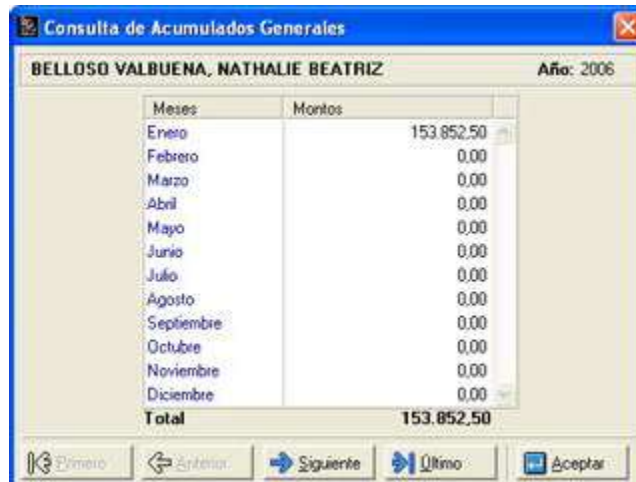 Consulta de Acumulados Generales
BELLOSO VALBUENA, NATHALIE BEATRIZ Año: 2006
Meses Montos
Enero 153.852,50
Febrero 0,00
Marzo 0,00
Abril 0,00
Mayo 0,00
Junio 0,00
Julio 0,00
Agosto 0,00
Septiembre 0,00
Octubre 0,00
Noviembre 0,00
Diciembre 0,00
Total 153.852,50
Primero Anterior Siguiente Último Aceptar